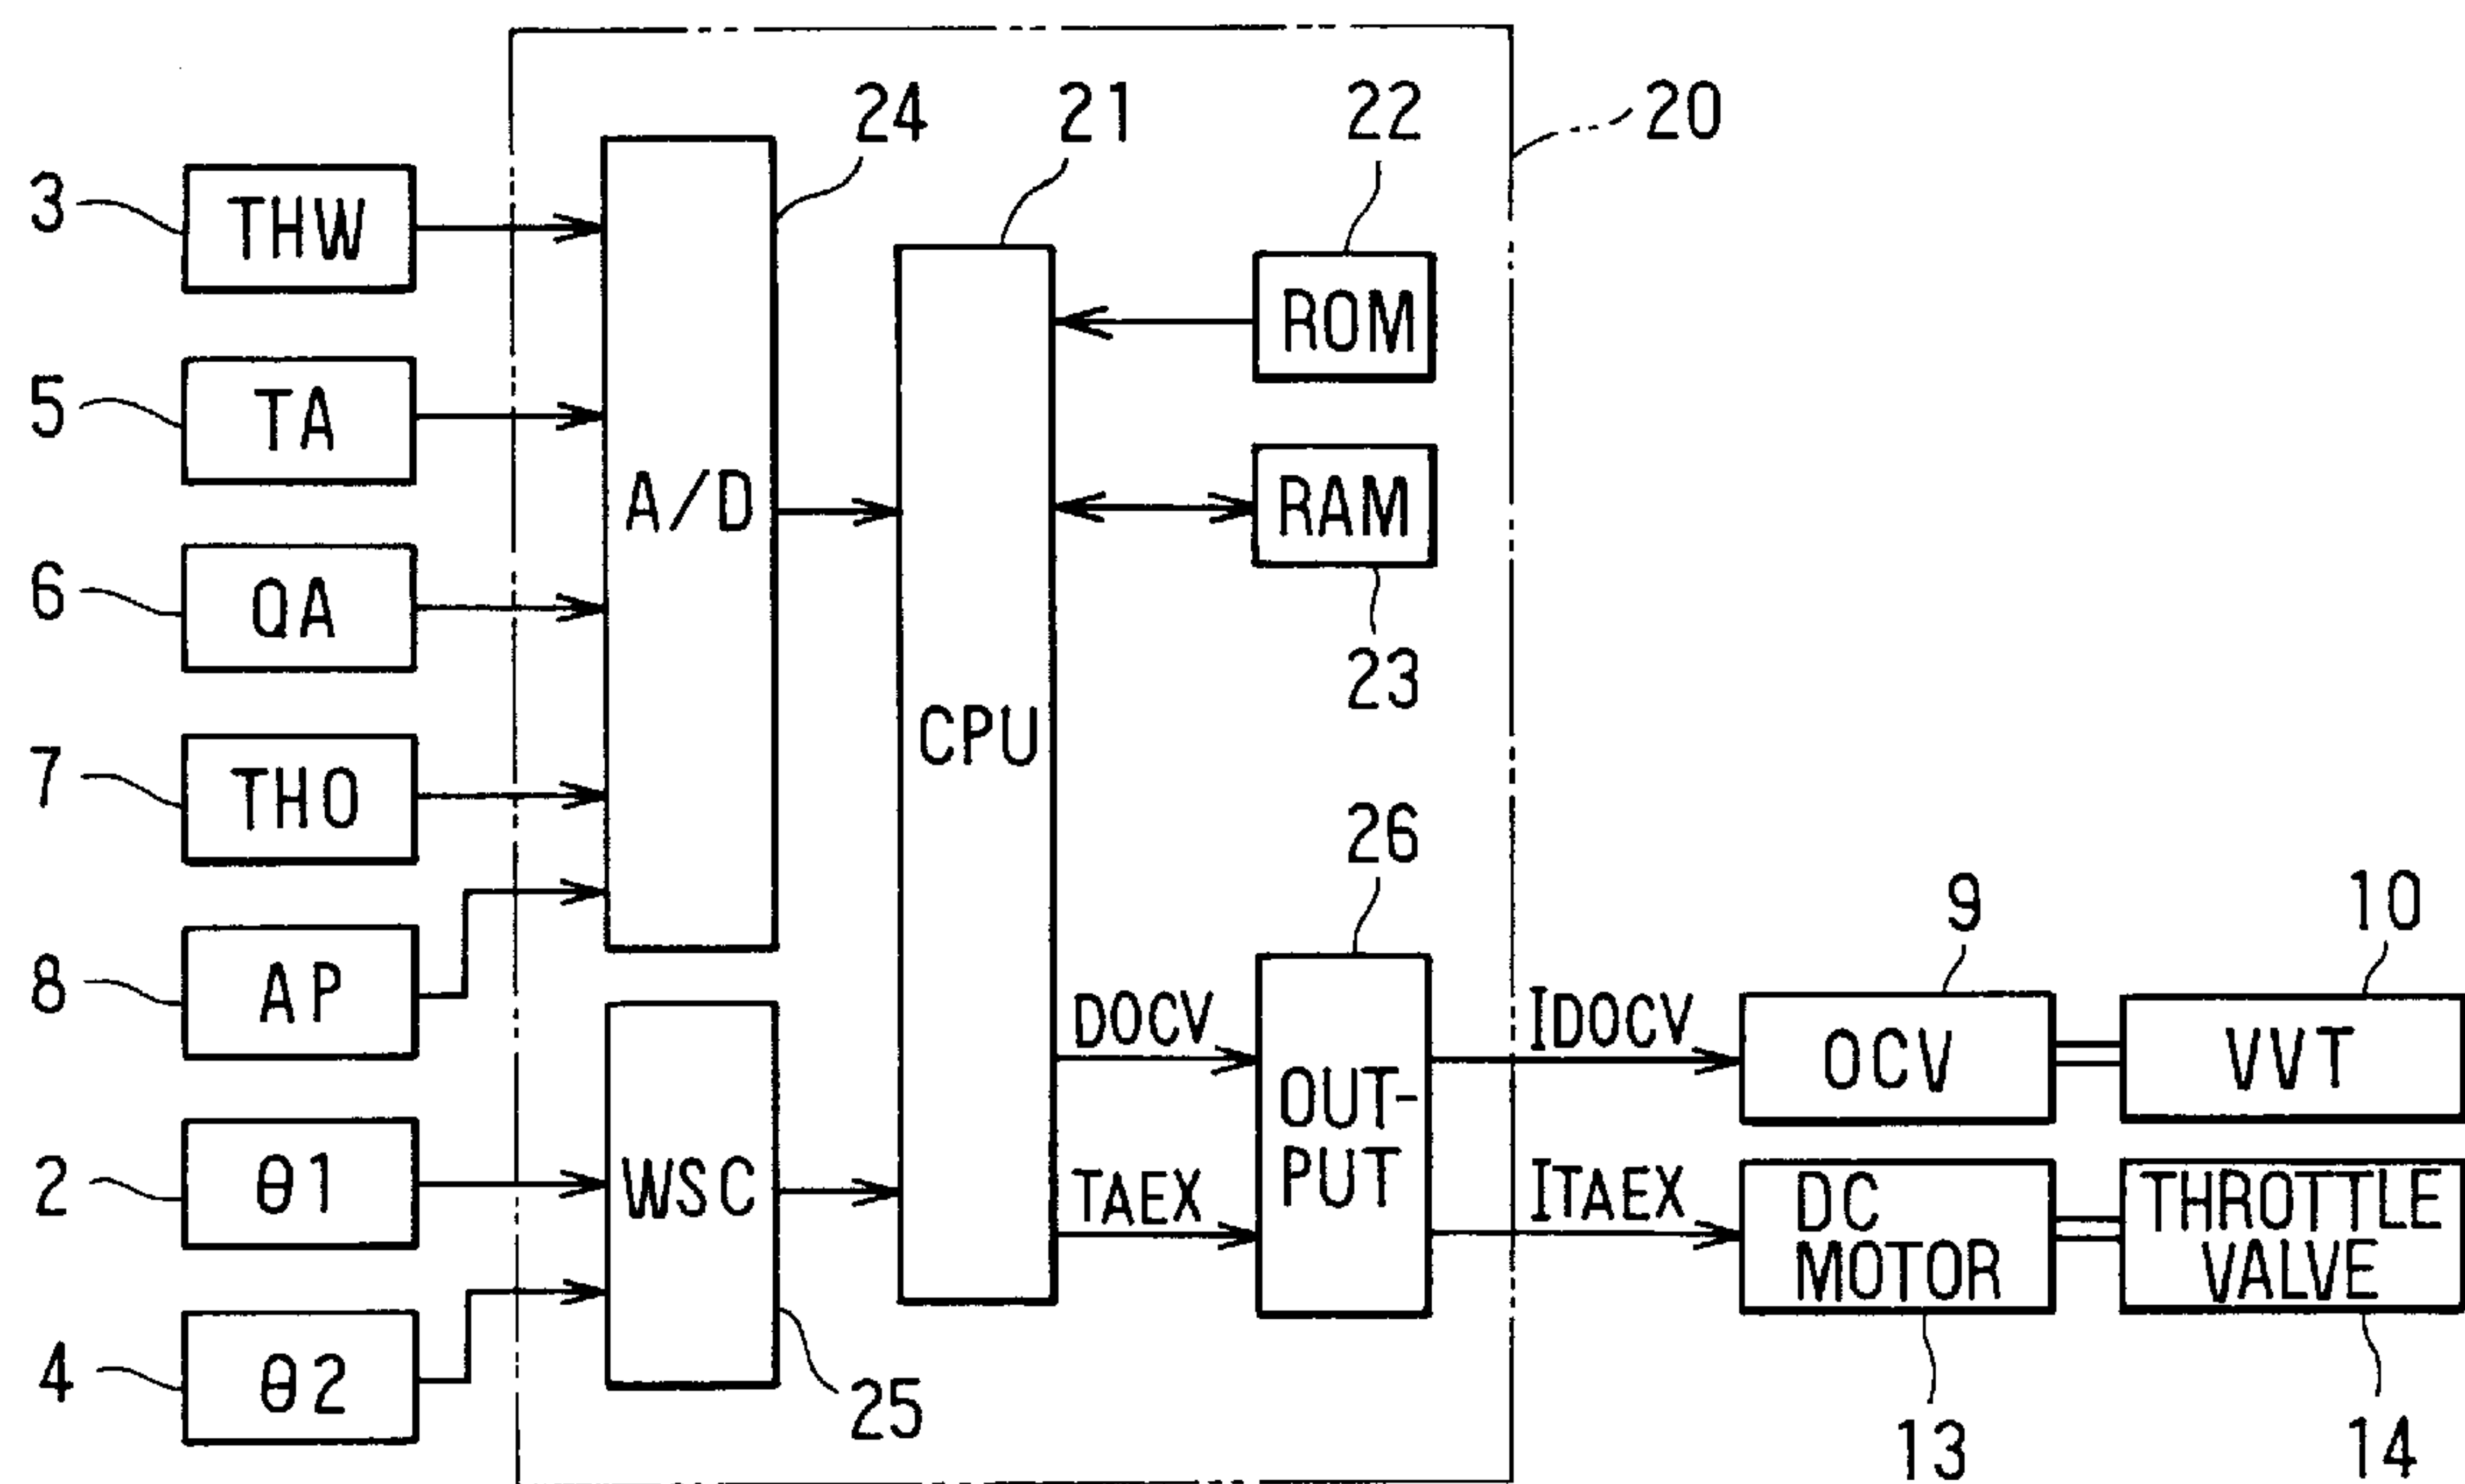 24
21
22
20
3
THW
ROM
5
TA
A/D
RAM
6
QA
23
7
THO
CPU
26
8
AP
9
10
DOCV
IDOCV
OCV
VVT
OUT-
PUT
2
θ1
WSC
TAEX
ITAEX
DC
MOTOR
THROTTLE
VALVE
4
θ2
25
13
14